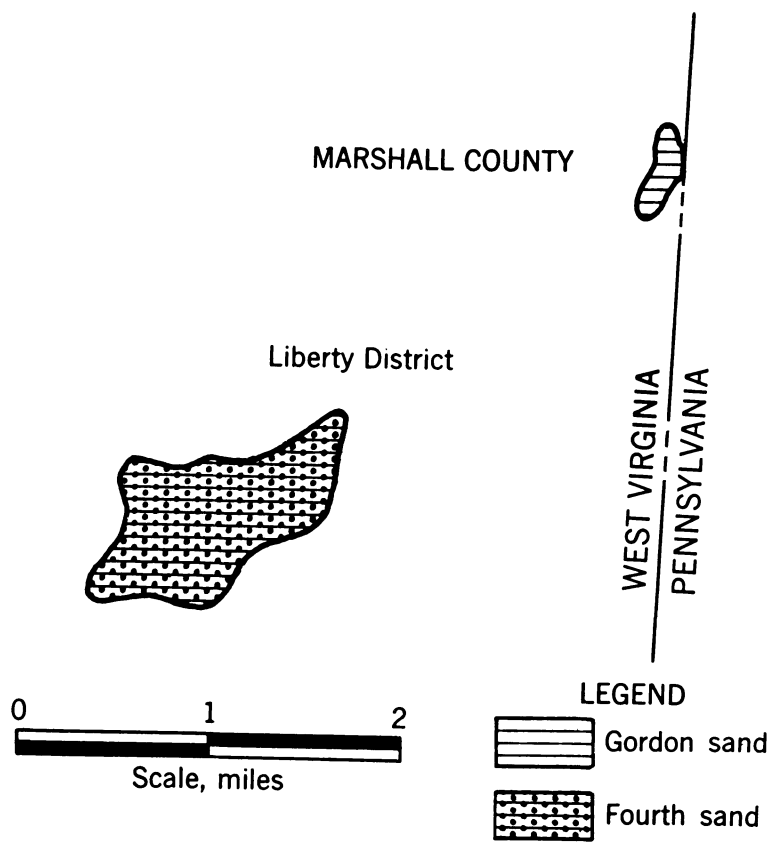 MARSHALL COUNTY
Liberty District
WEST VIRGINIA
PENNSYLVANIA
0 1 2
Scale, miles
LEGEND
Gordon sand
Fourth sand